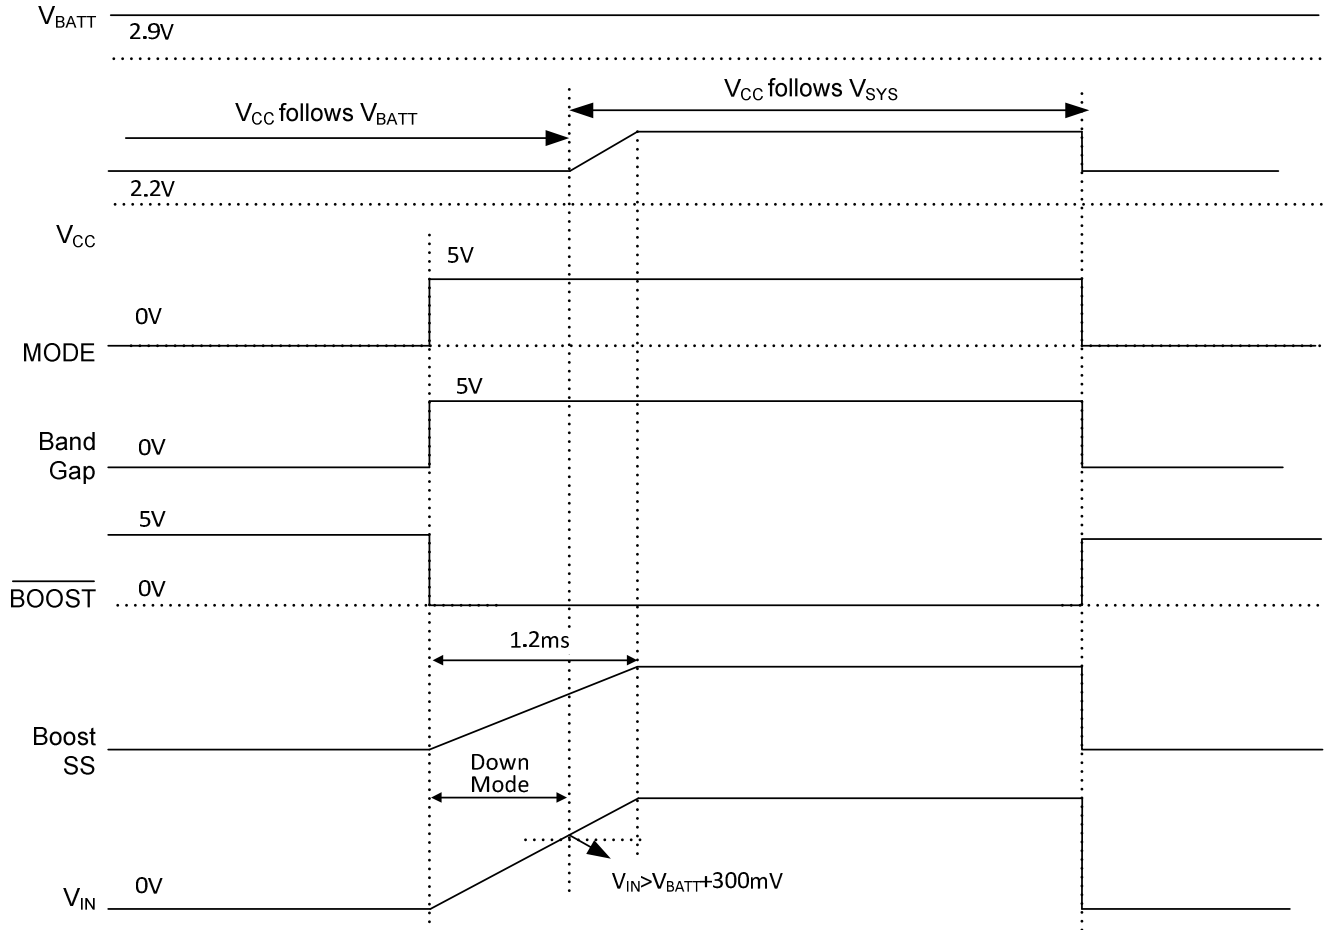 VBATT
2.9V
VCC follows VBATT
VCC follows VSYS
2.2V
VCC
5V
0V
MODE
5V
Band
Gap
0V
5V
BOOST
0V
1.2ms
Boost
SS
Down
Mode
VIN>VBATT+300mV
0V
VIN